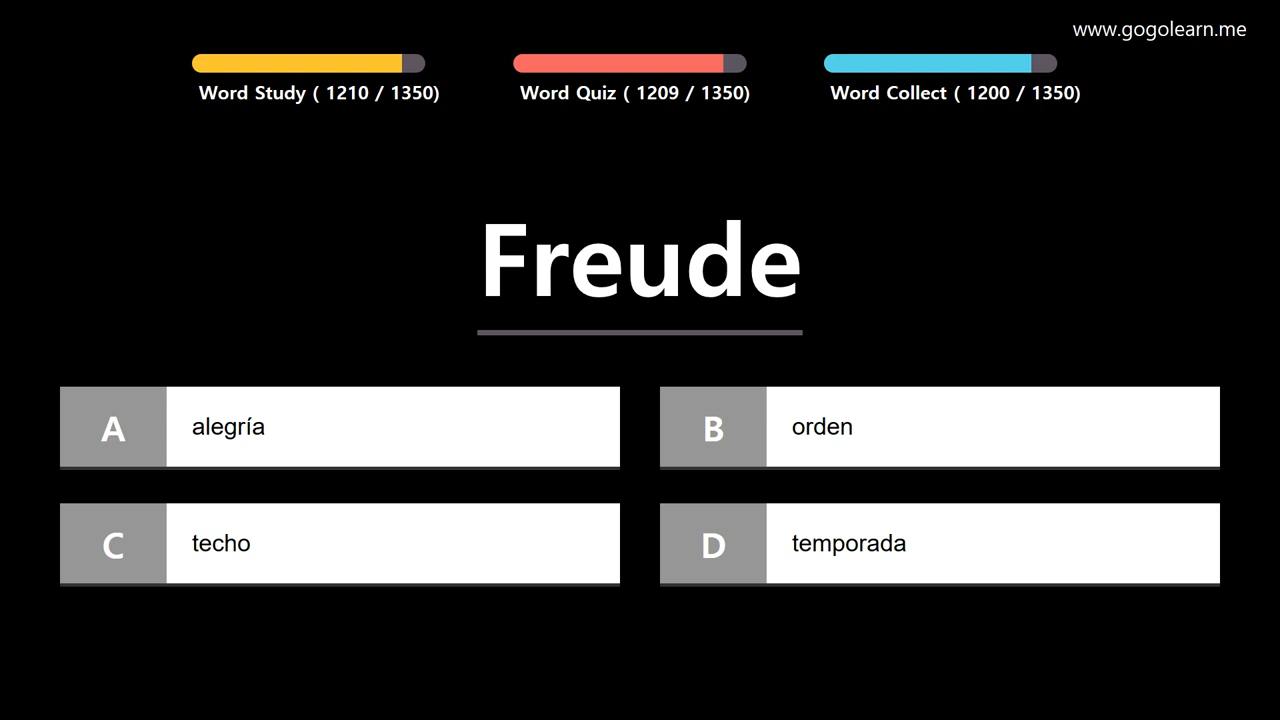 www.gogolearn.me
Word Study ( 1210 / 1350)
Word Quiz ( 1209 / 1350)
Word Collect ( 1200 / 1350)
Freude
A alegría
B orden
C techo
D temporada